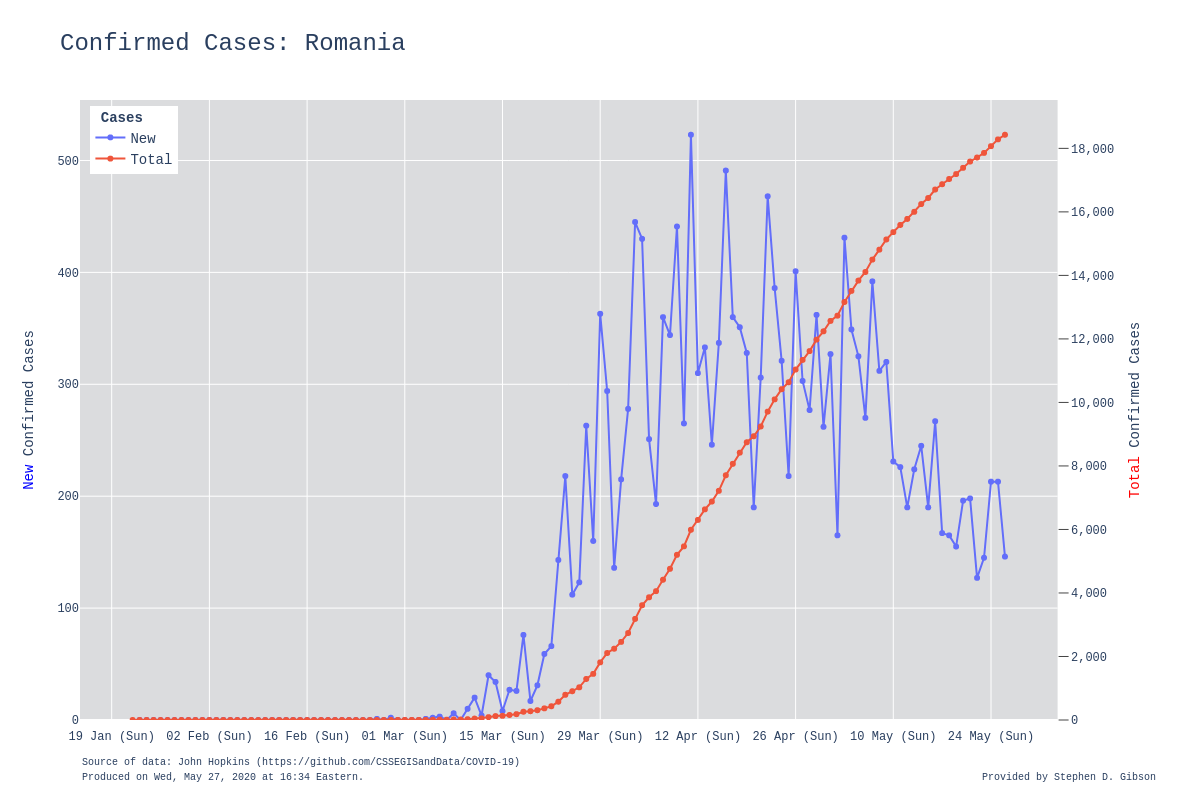 Confirmed Cases: Romania
Cases
New
Total
500
400
300
200
100
0
New Confirmed Cases
18,000
16,000
14,000
12,000
10,000
8,000
6,000
4,000
2,000
0
Total Confirmed Cases
19 Jan (Sun) 02 Feb (Sun) 16 Feb (Sun) 01 Mar (Sun) 15 Mar (Sun) 29 Mar (Sun) 12 Apr (Sun) 26 Apr (Sun) 10 May (Sun) 24 May (Sun)
Source of data: John Hopkins (https://github.com/CSSEGISandData/COVID-19)
Produced on Wed, May 27, 2020 at 16:34 Eastern.
Provided by Stephen D. Gibson